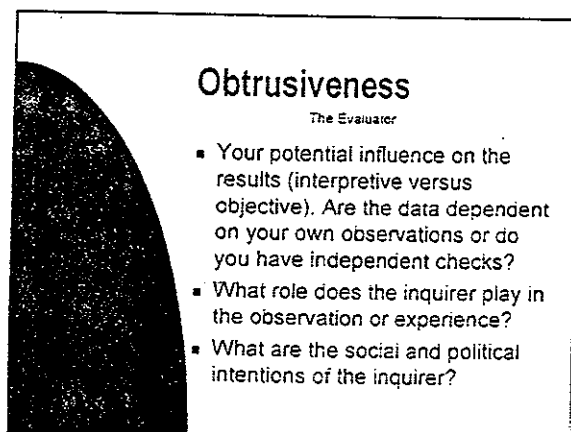 Obtrusiveness
The Evaluator
▪ Your potential influence on the
results (interpretive versus
objective). Are the data dependent
on your own observations or do
you have independent checks?
▪ What role does the inquirer play in
the observation or experience?
▪ What are the social and political
intentions of the inquirer?